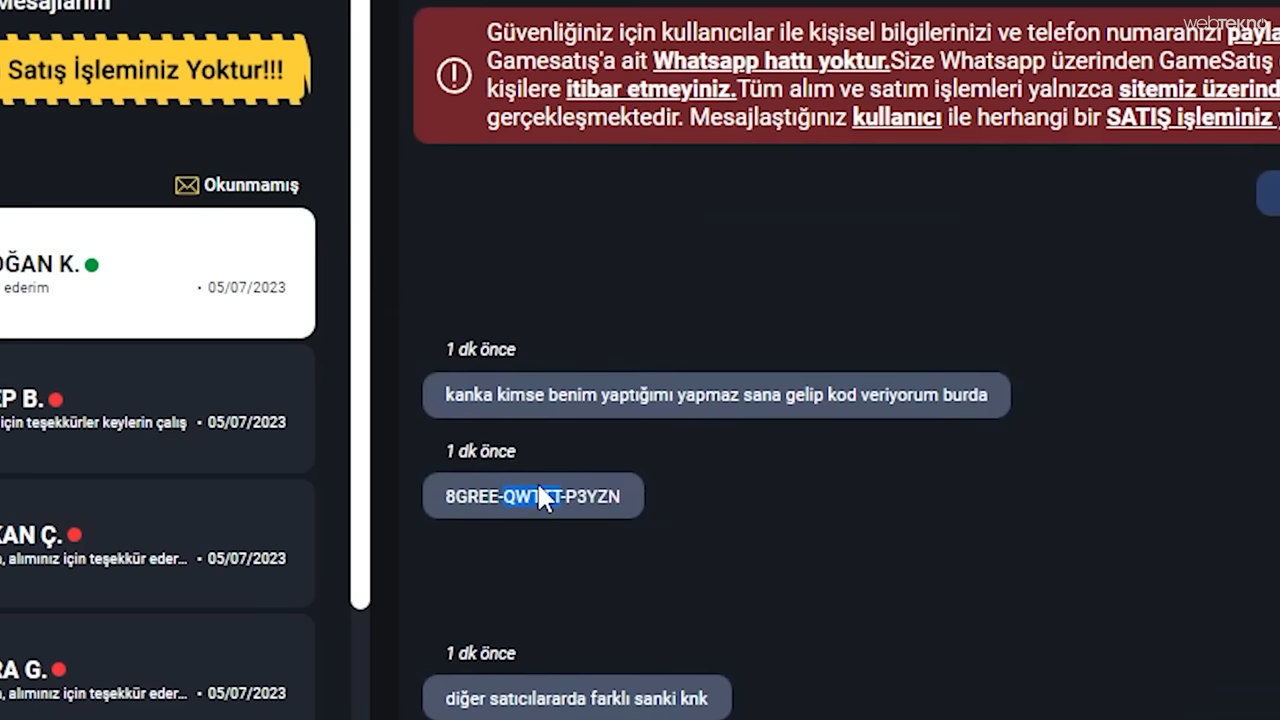 Mesajlarım
Satış İşleminiz Yoktur!!!
Okunmamış
OĞAN K.
ederim
· 05/07/2023
EP B.
için teşekkürler keylerin çalış · 05/07/2023
KAN Ç.
, alımınız için teşekkür eder... · 05/07/2023
RA G.
, alımınız için teşekkür eder... · 05/07/2023
webtekno
Güvenliğiniz için kullanıcılar ile kişisel bilgilerinizi ve telefon numaranızı payla
Gamesatış'a ait Whatsapp hattı yoktur.Size Whatsapp üzerinden GameSatış
kişilere itibar etmeyiniz.Tüm alım ve satım işlemleri yalnızca sitemiz üzerind
gerçekleşmektedir. Mesajlaştığınız kullanıcı ile herhangi bir SATIŞ işleminiz
1 dk önce
kanka kimse benim yaptığımı yapmaz sana gelip kod veriyorum burda
1 dk önce
8GREE- -P3YZN
1 dk önce
diğer satıcılararda farklı sanki knk